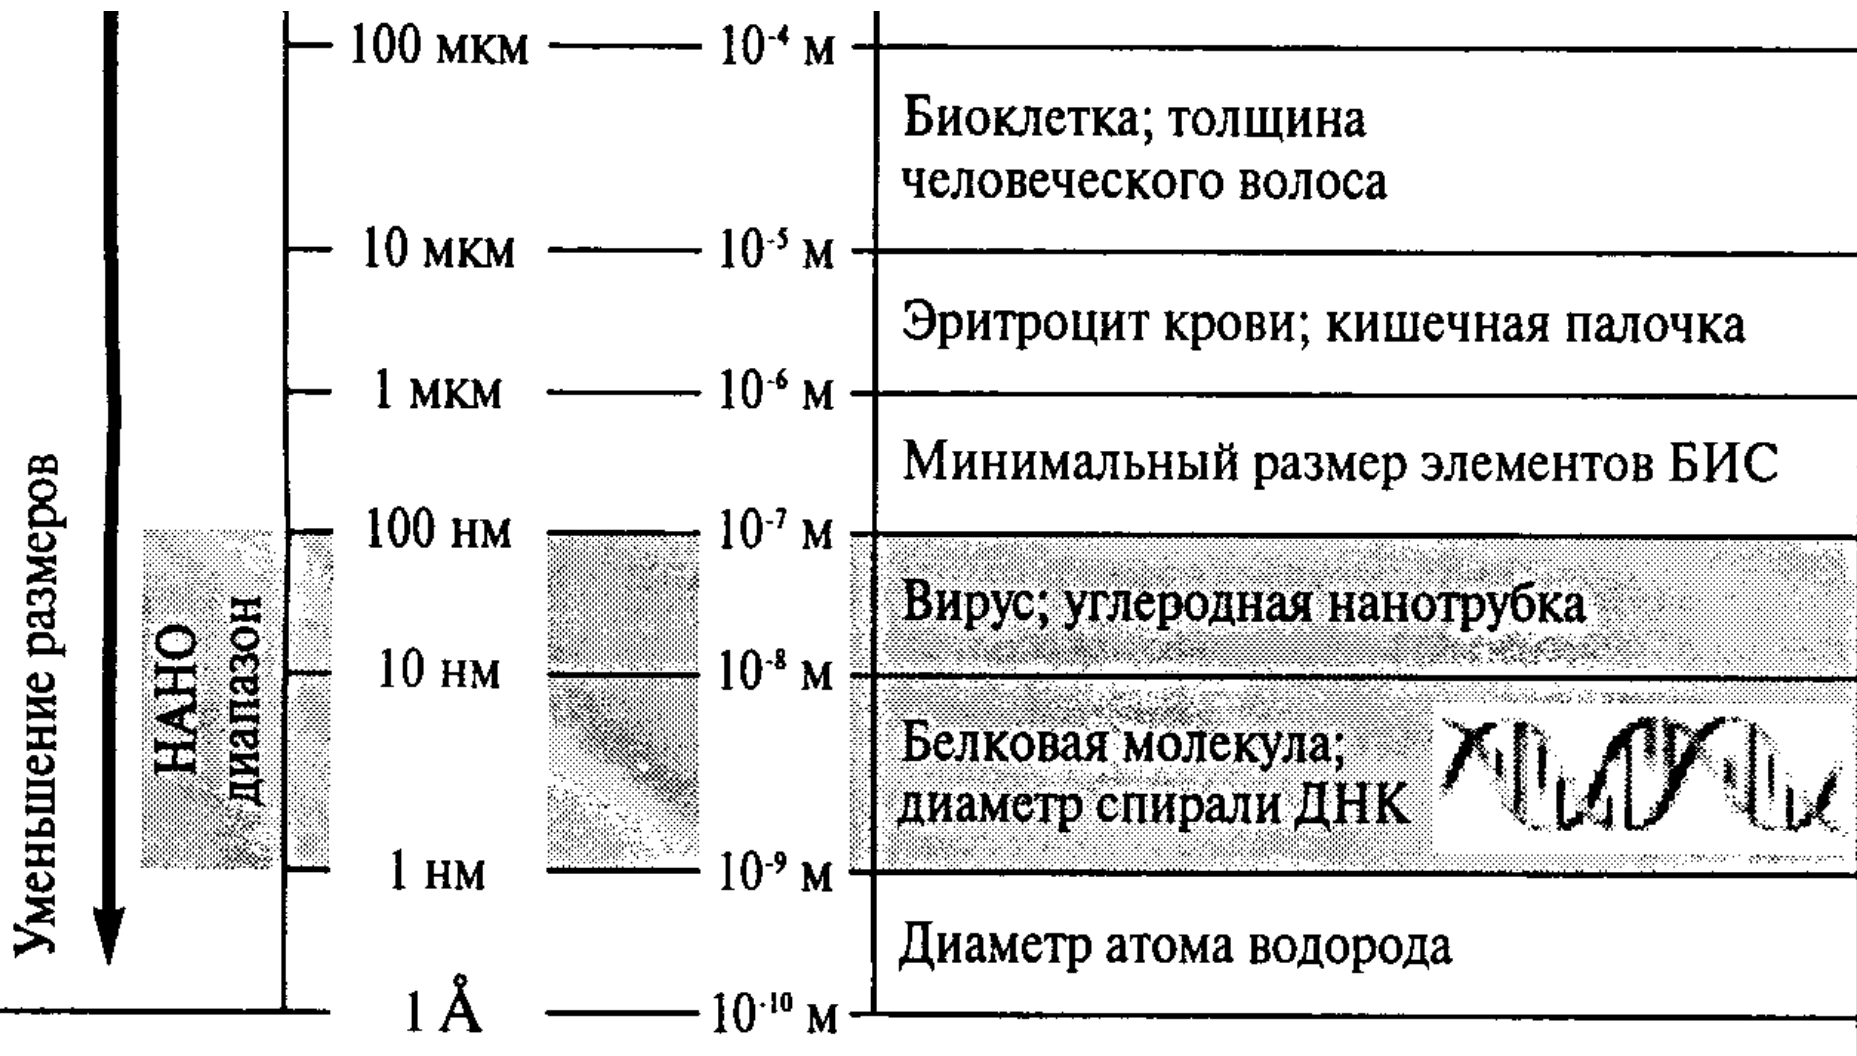 100 мкм 10⁻⁴ м
Биоклетка; толщина
человеческого волоса
10 мкм 10⁻⁵ м
Эритроцит крови; кишечная палочка
1 мкм 10⁻⁶ м
Минимальный размер элементов БИС
100 нм 10⁻⁷ м
Вирус; углеродная нанотрубка
10 нм 10⁻⁸ м
Белковая молекула;
диаметр спирали ДНК
1 нм 10⁻⁹ м
Диаметр атома водорода
1 Å 10⁻¹⁰ м
Уменьшение размеров
НАНО
диапазон